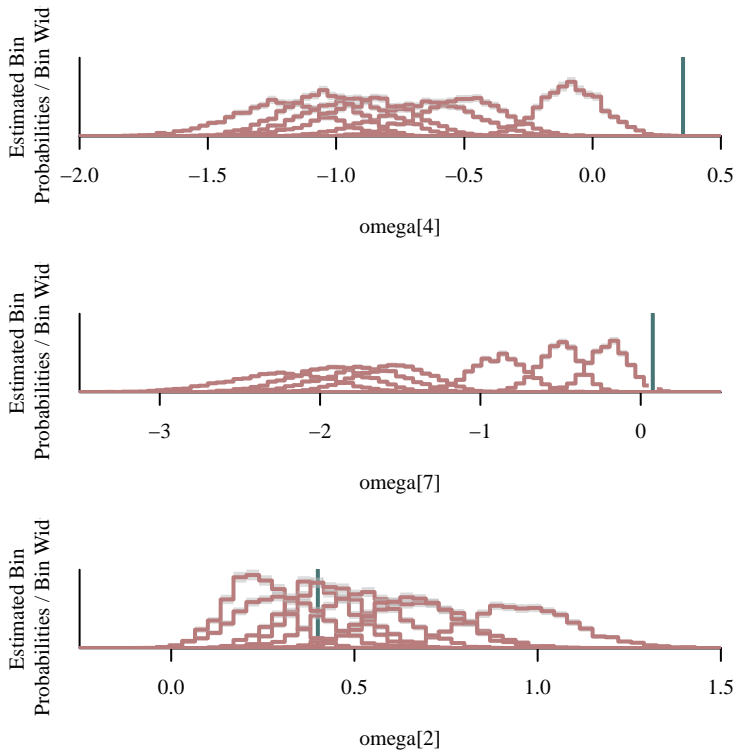 Estimated Bin
Probabilities / Bin Wid
−2.0 −1.5 −1.0 −0.5 0.0 0.5
omega[4]
Estimated Bin
Probabilities / Bin Wid
−3 −2 −1 0
omega[7]
Estimated Bin
Probabilities / Bin Wid
0.0 0.5 1.0 1.5
omega[2]